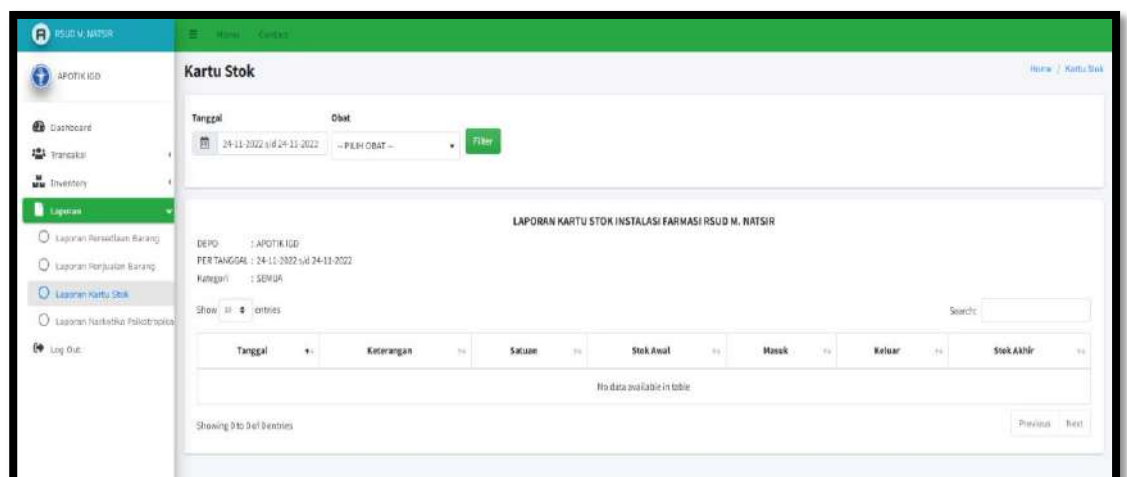 RSUD M. NATSIR
Home Contact
APOTIK IGD
Dashboard
Transaksi
Inventory
Laporan
Laporan Persediaan Barang
Laporan Penjualan Barang
Laporan Kartu Stok
Laporan Narkotika Psikotropica
Log Out
Kartu Stok
Home / Kartu Stok
Tanggal Obat
24-11-2022 s/d 24-11-2022 -- PILIH OBAT -- Filter
LAPORAN KARTU STOK INSTALASI FARMASI RSUD M. NATSIR
DEPO : APOTIK IGD
PER TANGGAL : 24-11-2022 s/d 24-11-2022
Kategori : SEMUA
Show 10 entries Search:
Tanggal Keterangan Satuan Stok Awal Masuk Keluar Stok Akhir
No data available in table
Showing 0 to 0 of 0 entries Previous Next